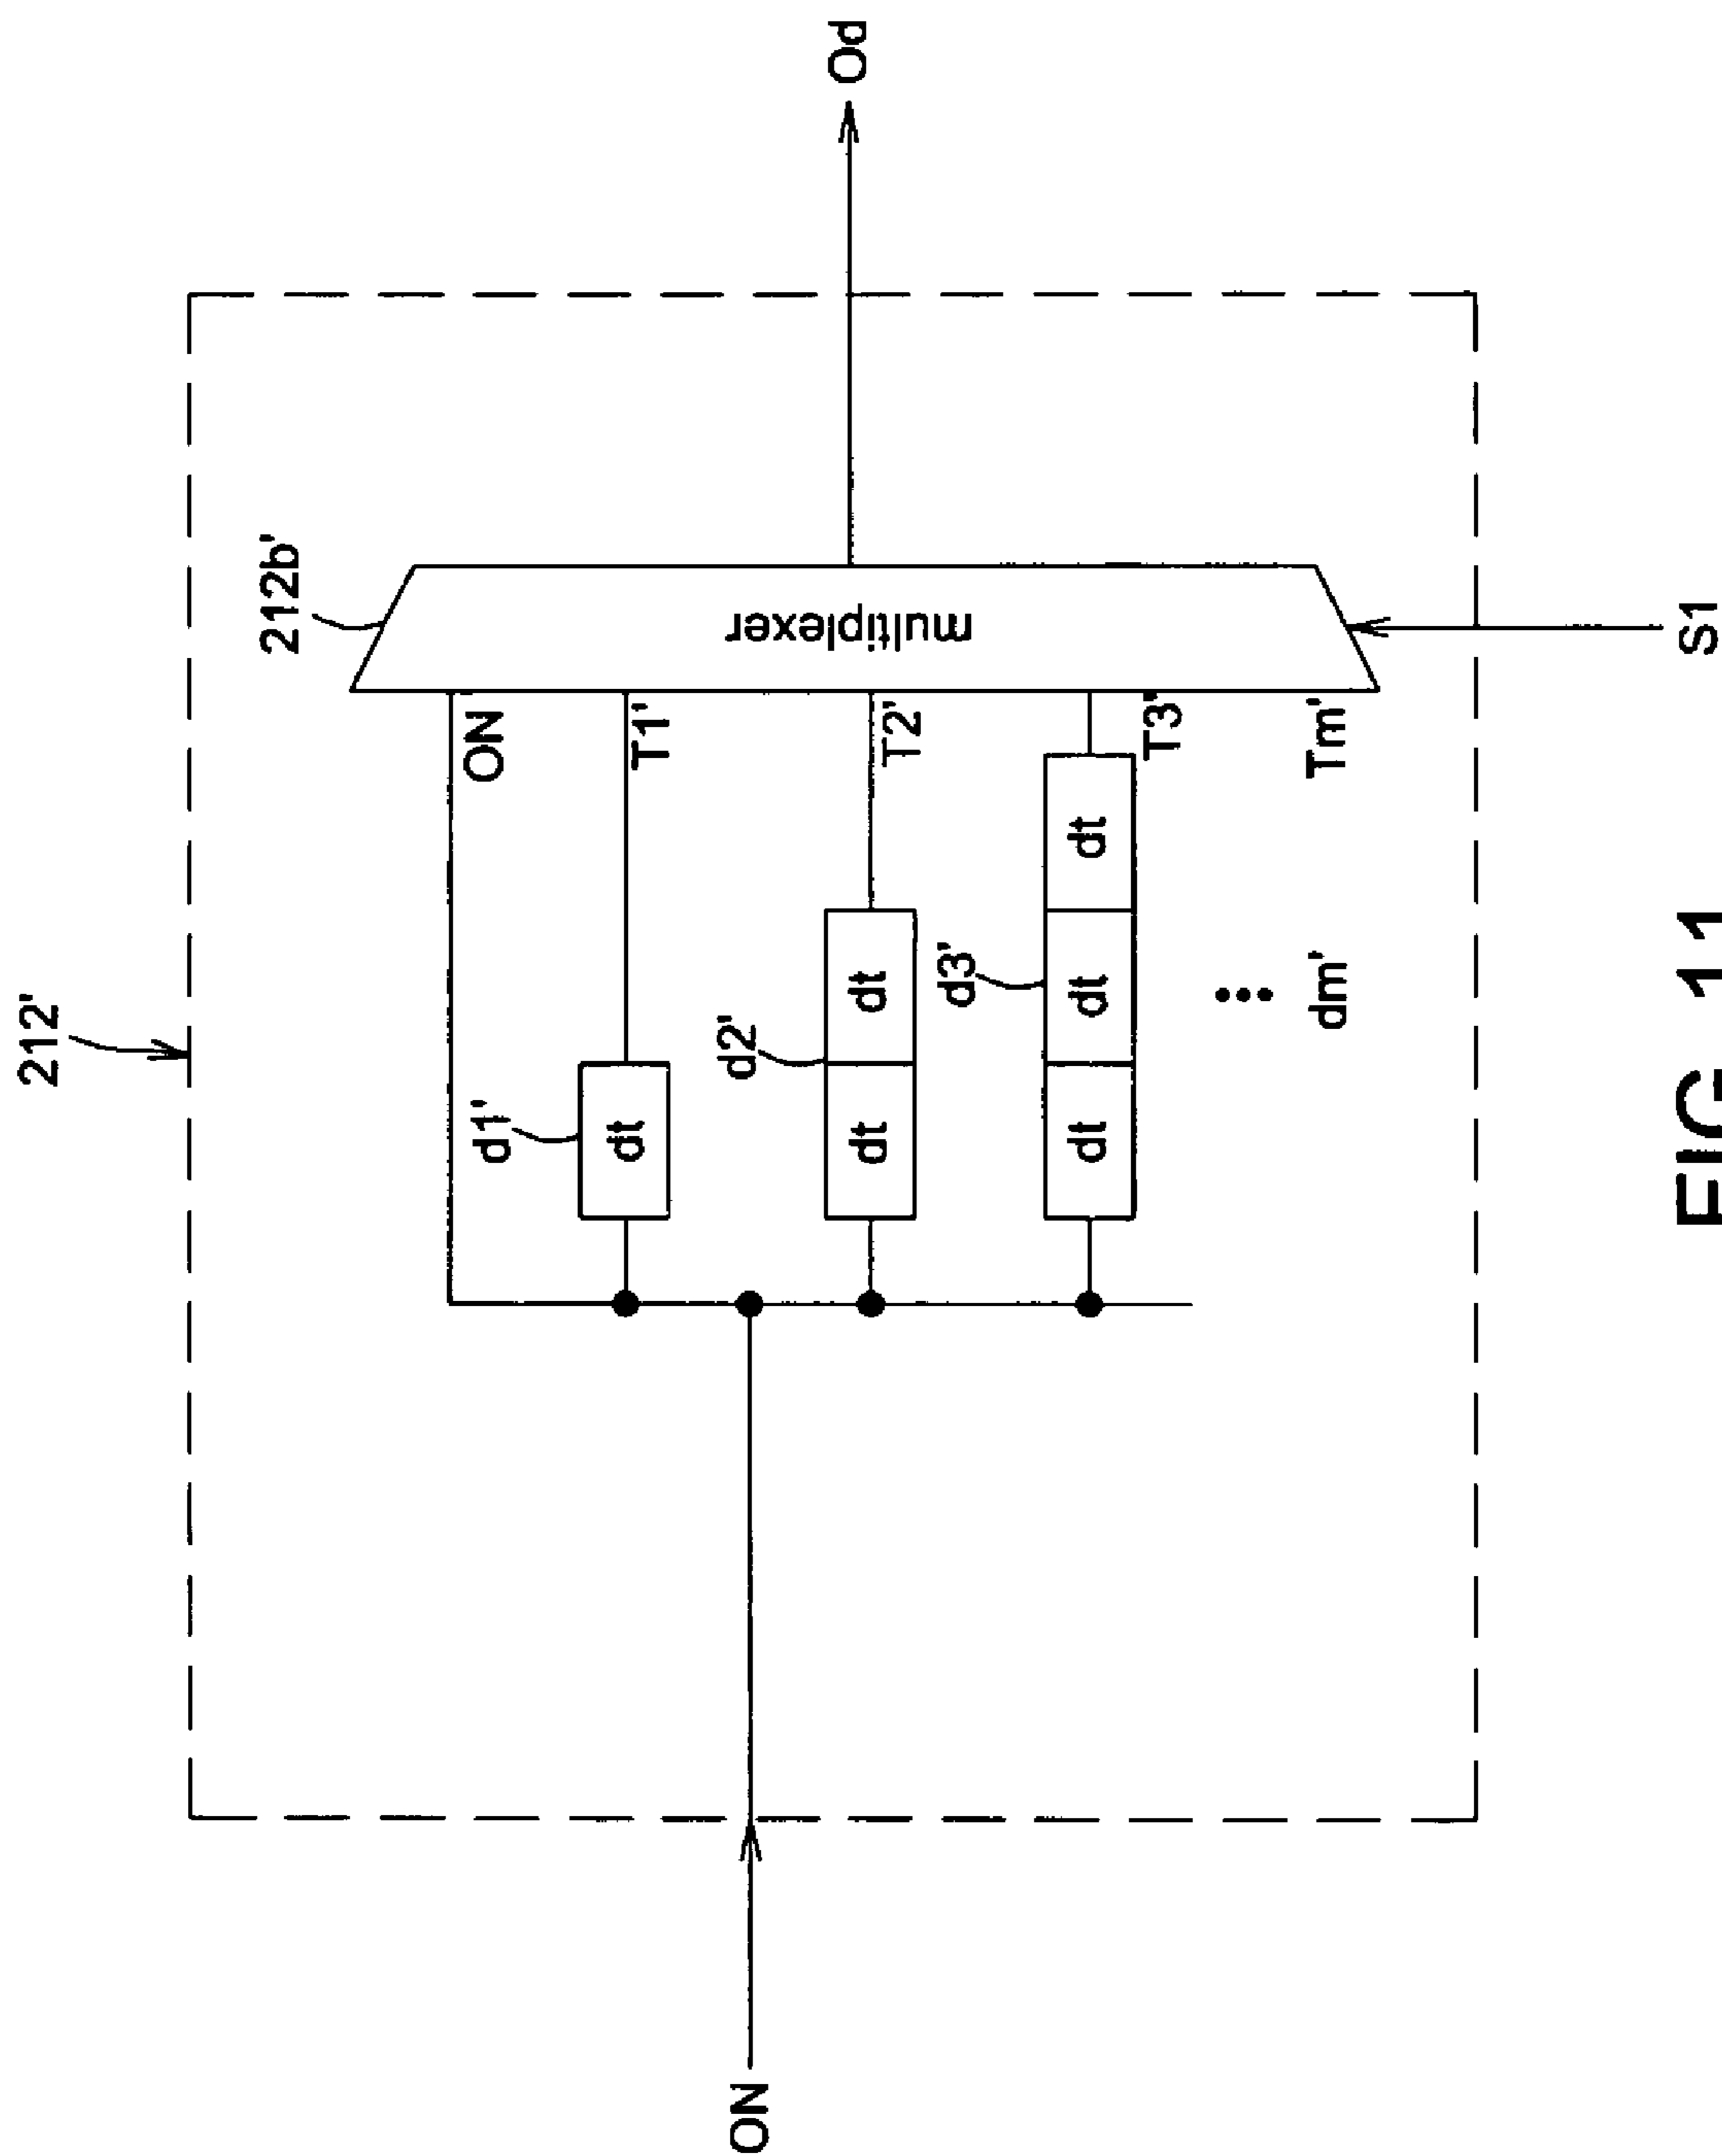 212'
212b'
ON
d1'
dt
T1'
ON
d2'
multiplexer
Od
dt dt
T2'
d3'
dt dt dt
T3'
dm'
Tm'
S1
FIG 11